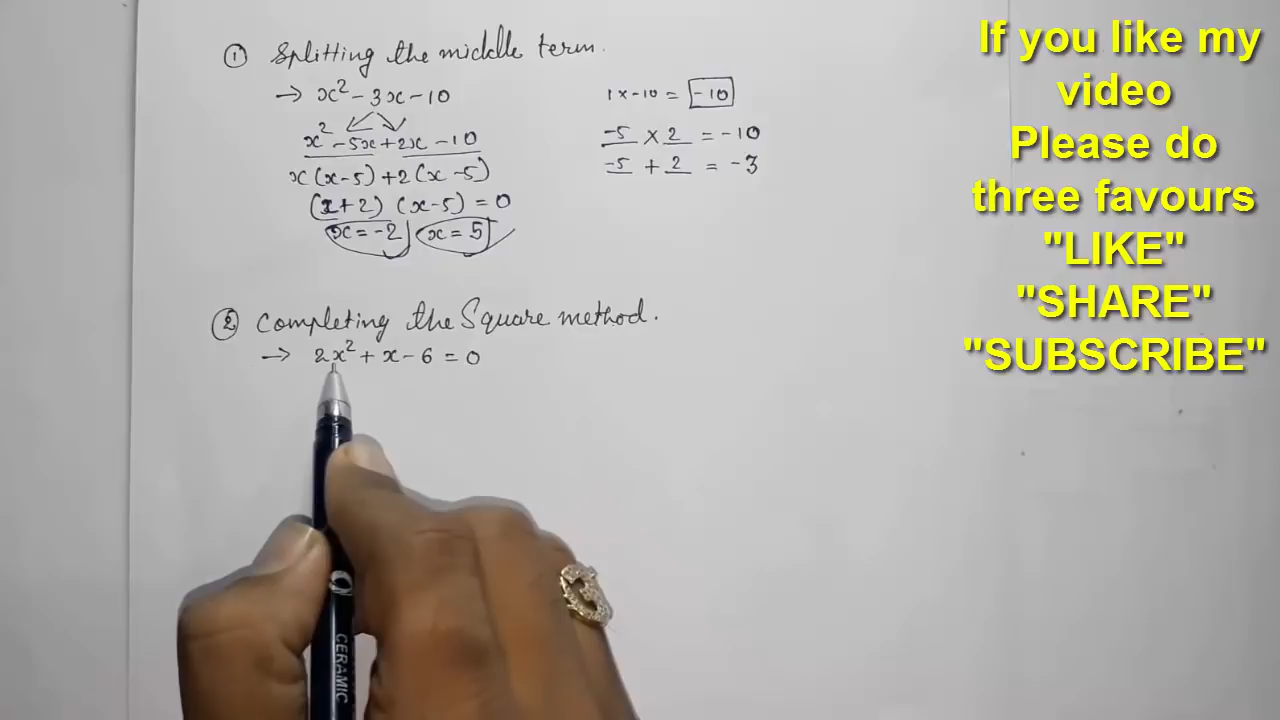 ① Splitting the middle term.
→ x² - 3x - 10
x² - 5x + 2x - 10
x(x-5) + 2(x-5)
(x+2) (x-5) = 0
x = -2 x = 5
1 x -10 = -10
-5 x 2 = -10
-5 + 2 = -3
② Completing the Square method.
→ 2x² + x - 6 = 0
CERAMIC
If you like my
video
Please do
three favours
"LIKE"
"SHARE"
"SUBSCRIBE"